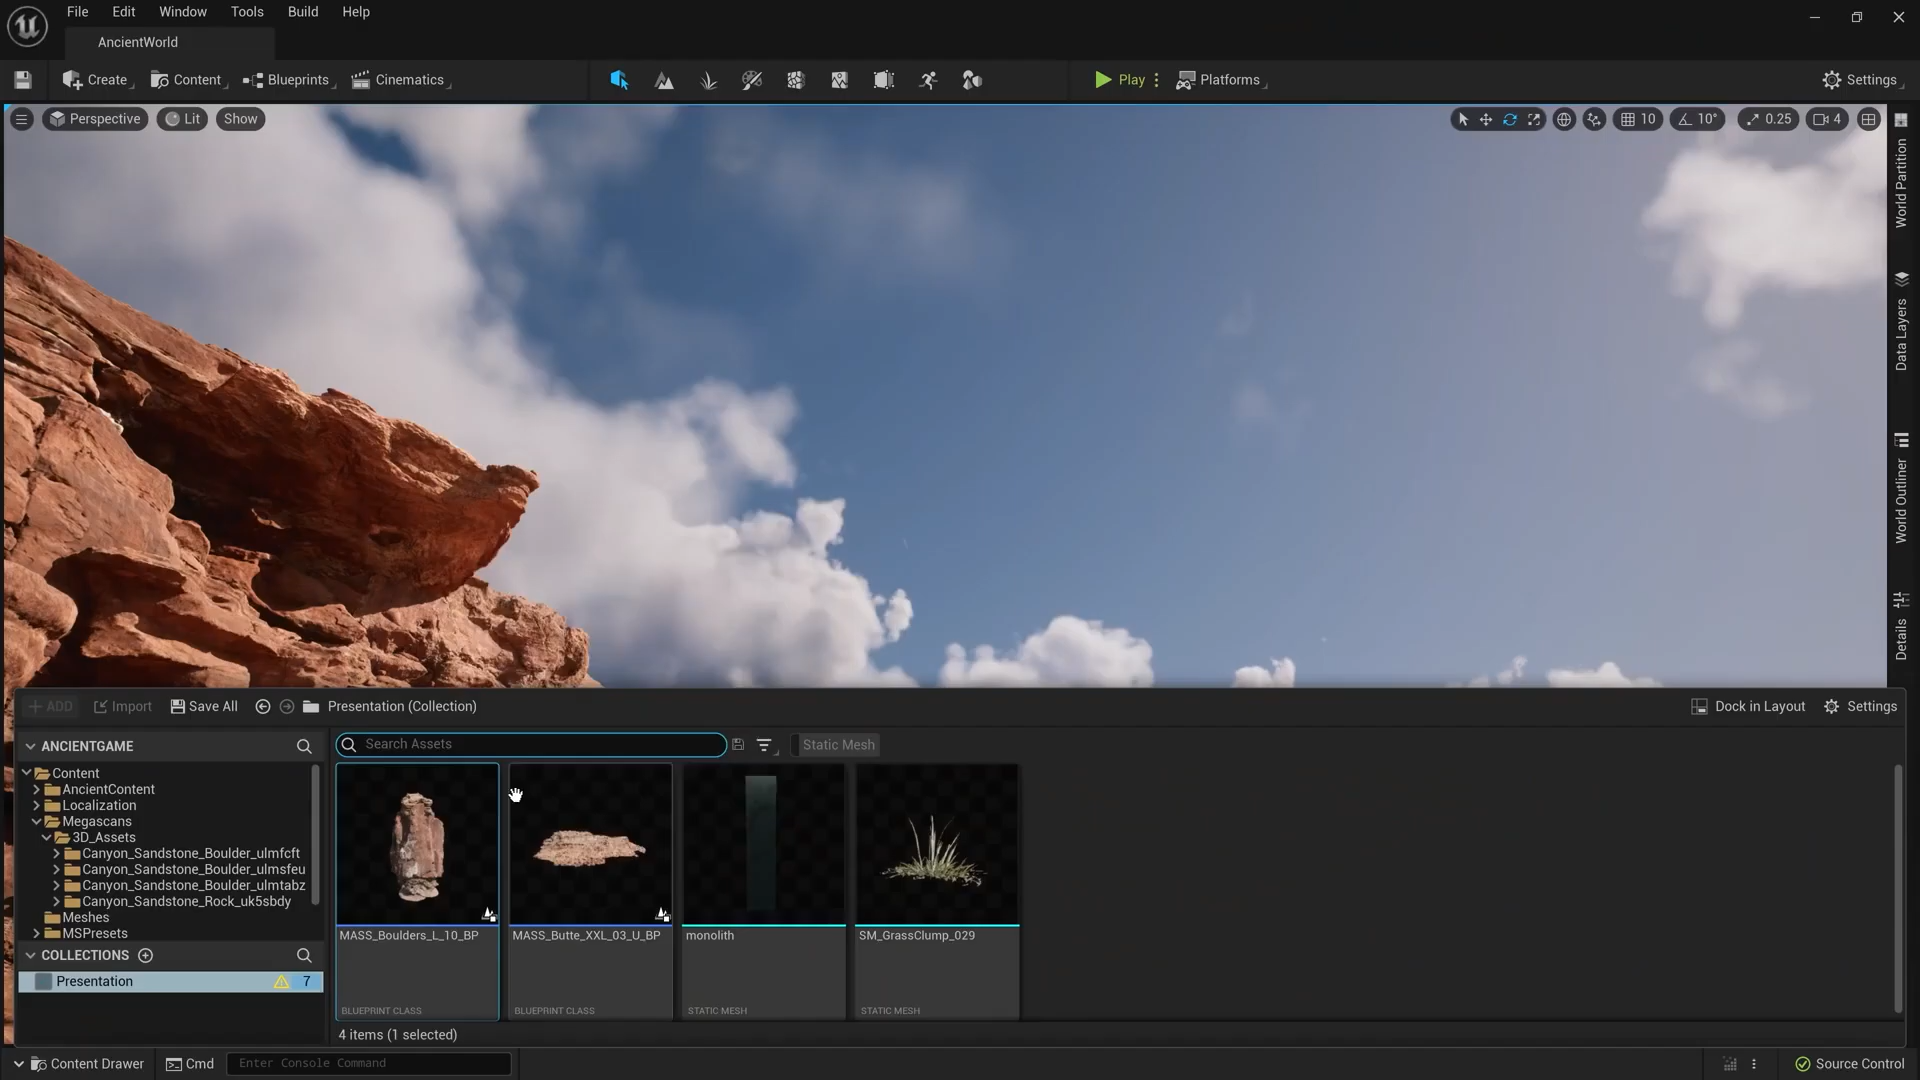 File Edit Window Tools Build Help
AncientWorld
Create Content Blueprints Cinematics Play Platforms Settings
Perspective Lit Show 10 10° 0.25 4
World Partition
Data Layers
World Outliner
Details
+ ADD Import Save All Presentation (Collection) Dock in Layout Settings
ANCIENTGAME
Search Assets
Static Mesh
Content
AncientContent
Localization
Megascans
3D_Assets
Canyon_Sandstone_Boulder_ulmfcft
Canyon_Sandstone_Boulder_ulmsfeu
Canyon_Sandstone_Boulder_ulmtabz
Canyon_Sandstone_Rock_uk5sbdy
Meshes
MSPresets
COLLECTIONS
Presentation 7
MASS_Boulders_L_10_BP
BLUEPRINT CLASS
MASS_Butte_XXL_03_U_BP
BLUEPRINT CLASS
monolith
STATIC MESH
SM_GrassClump_029
STATIC MESH
4 items (1 selected)
Content Drawer Cmd Enter Console Command Source Control